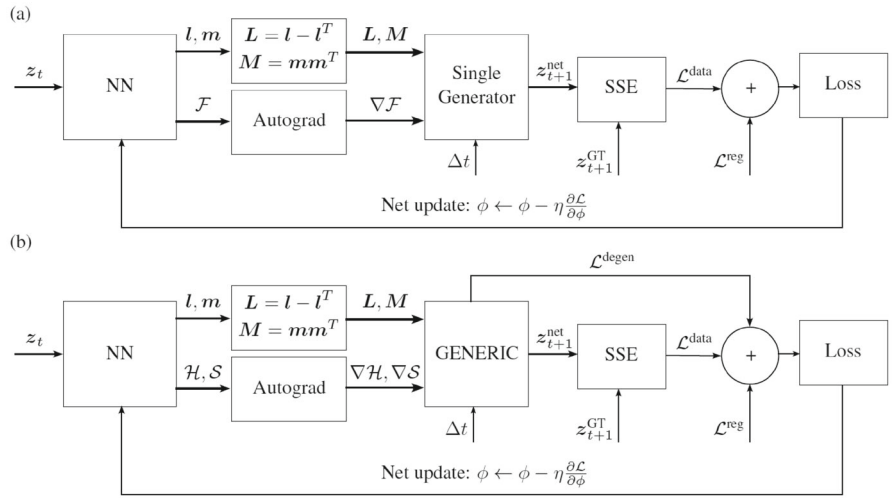 (a)
z_t
NN
l, m
L = l − l^T
M = mm^T
L, M
F
Autograd
∇F
Single
Generator
Δt
z_{t+1}^{net}
SSE
z_{t+1}^{GT}
L^{data}
+
L^{reg}
Loss
Net update: ϕ ← ϕ − η ∂L/∂ϕ
(b)
L^{degen}
z_t
NN
l, m
L = l − l^T
M = mm^T
L, M
H, S
Autograd
∇H, ∇S
GENERIC
Δt
z_{t+1}^{net}
SSE
z_{t+1}^{GT}
L^{data}
+
L^{reg}
Loss
Net update: ϕ ← ϕ − η ∂L/∂ϕ